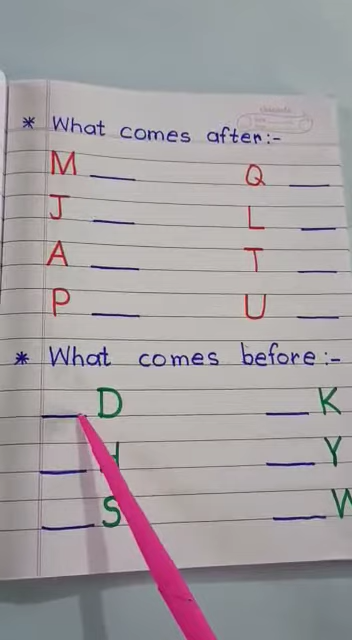 * What comes after:-
M ___ Q ___
J ___ L ___
A ___ T ___
P ___ U ___
* What comes before:-
___ D ___ K
___ H ___ Y
___ S ___ W